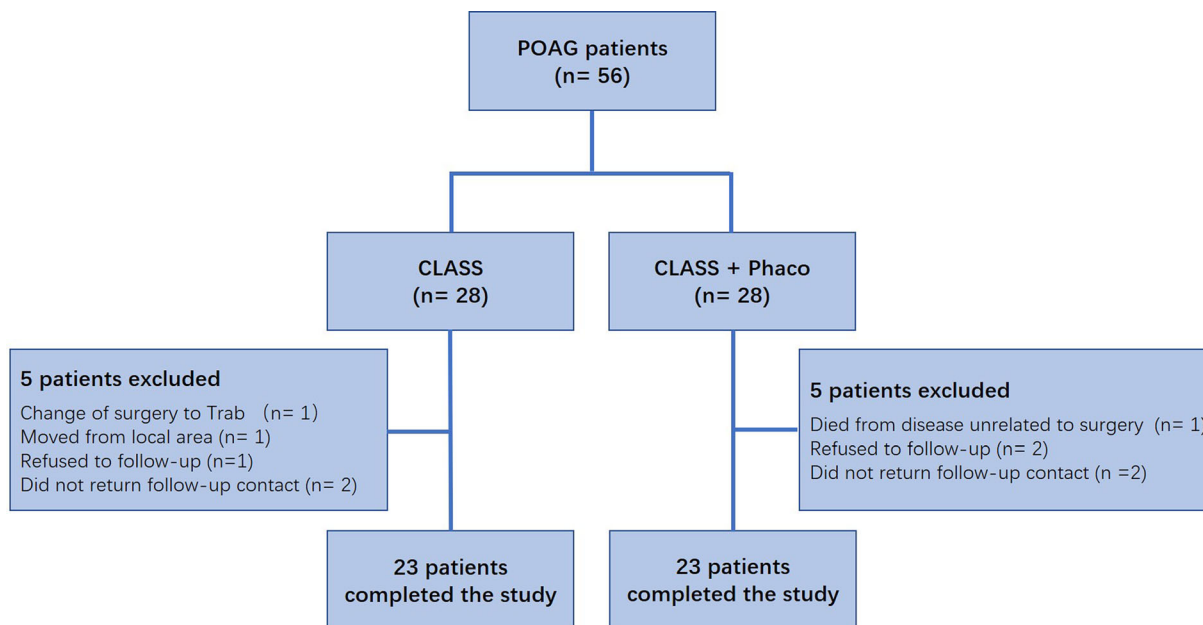 POAG patients
(n= 56)
CLASS
(n= 28)
CLASS + Phaco
(n= 28)
5 patients excluded
Change of surgery to Trab （n= 1)
Moved from local area (n= 1)
Refused to follow-up (n=1)
Did not return follow-up contact (n= 2)
5 patients excluded
Died from disease unrelated to surgery (n= 1)
Refused to follow-up (n= 2)
Did not return follow-up contact (n =2)
23 patients
completed the study
23 patients
completed the study